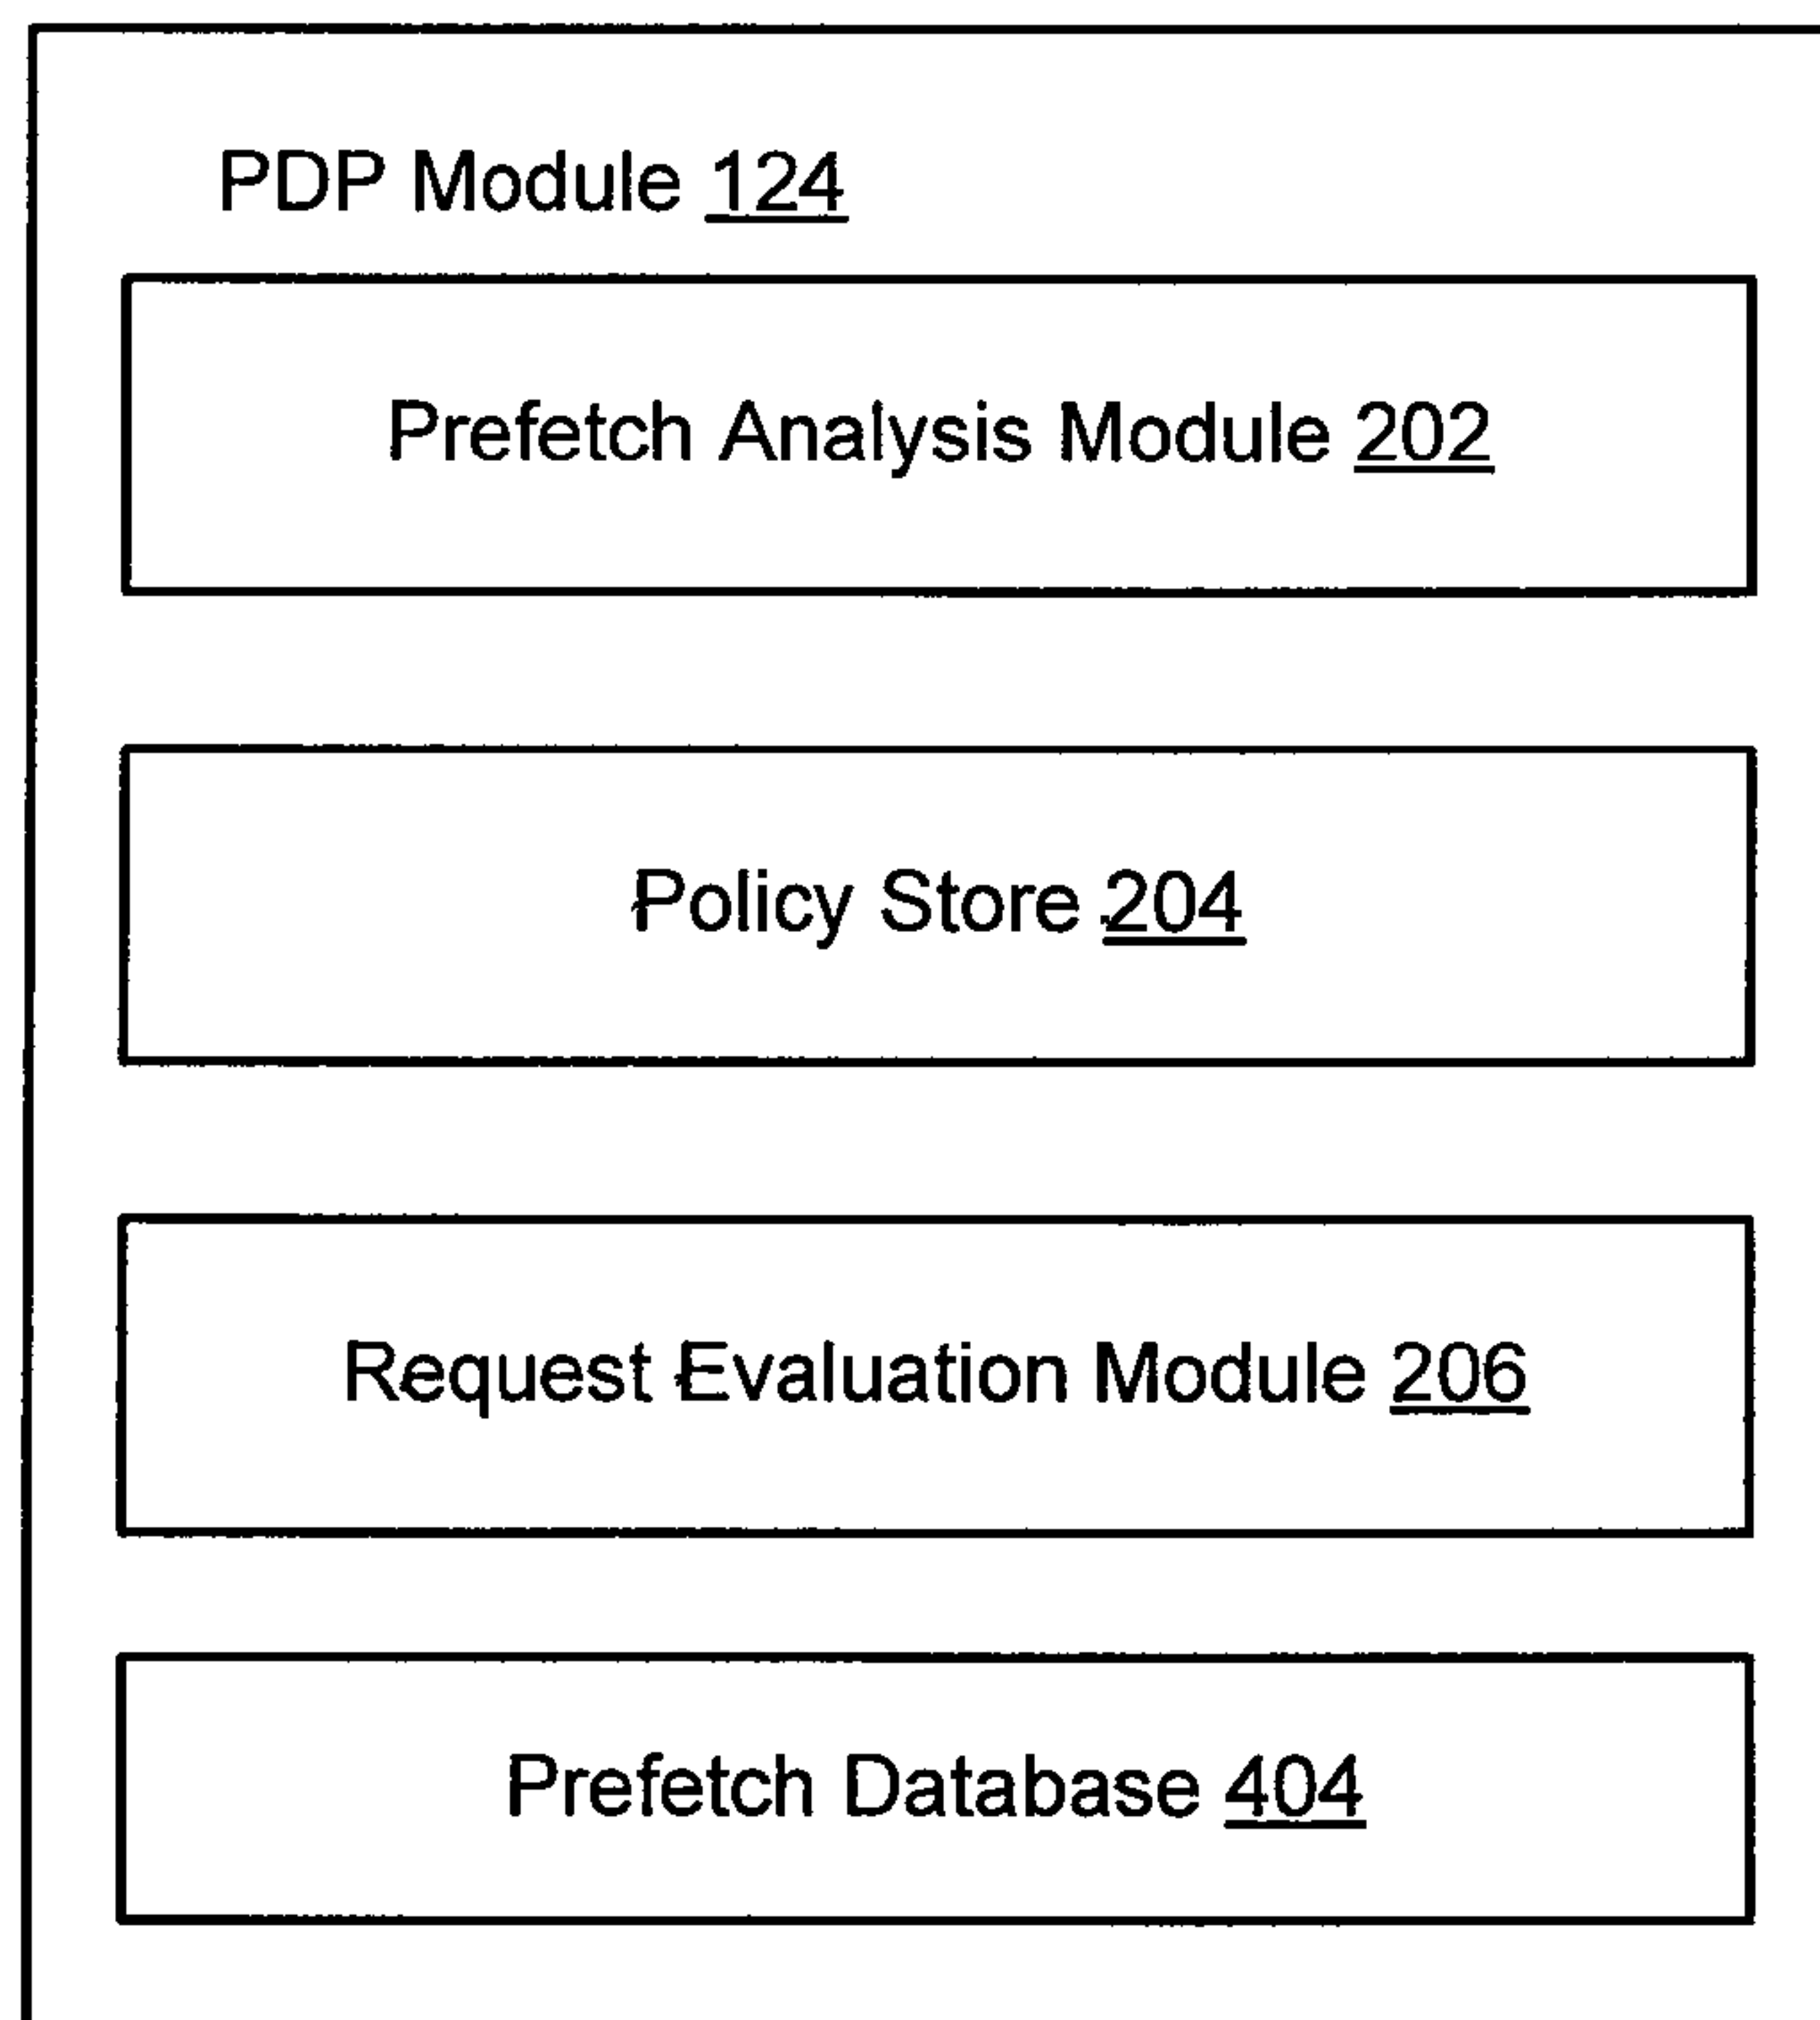 PDP Module 124
Prefetch Analysis Module 202
Policy Store 204
Request Evaluation Module 206
Prefetch Database 404